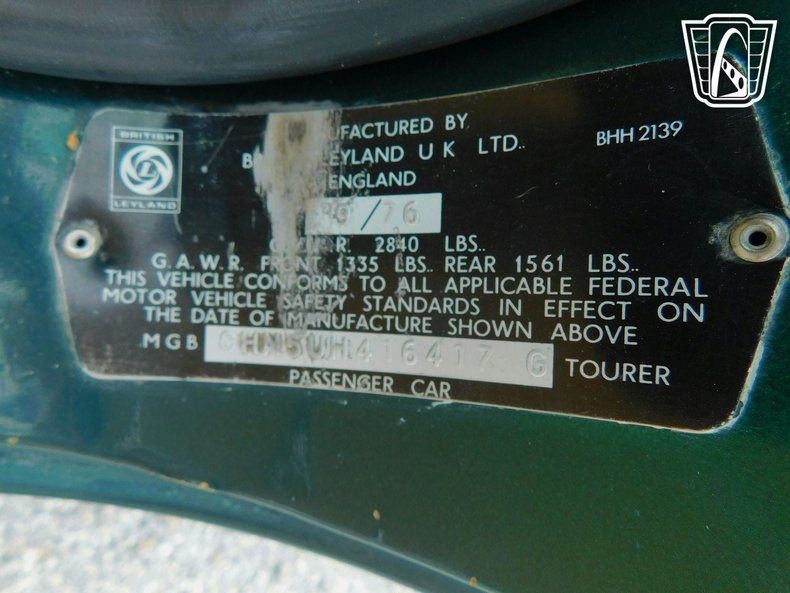 BRITISH
L
LEYLAND
UFACTURED BY
LEYLAND U K LTD..
ENGLAND
BHH 2139
/76
2840 LBS..
G.A.W.R. FRONT 1335 LBS.. REAR 1561 LBS..
THIS VEHICLE CONFORMS TO ALL APPLICABLE FEDERAL
MOTOR VEHICLE SAFETY STANDARDS IN EFFECT ON
THE DATE OF MANUFACTURE SHOWN ABOVE
MGB G TOURER
PASSENGER CAR